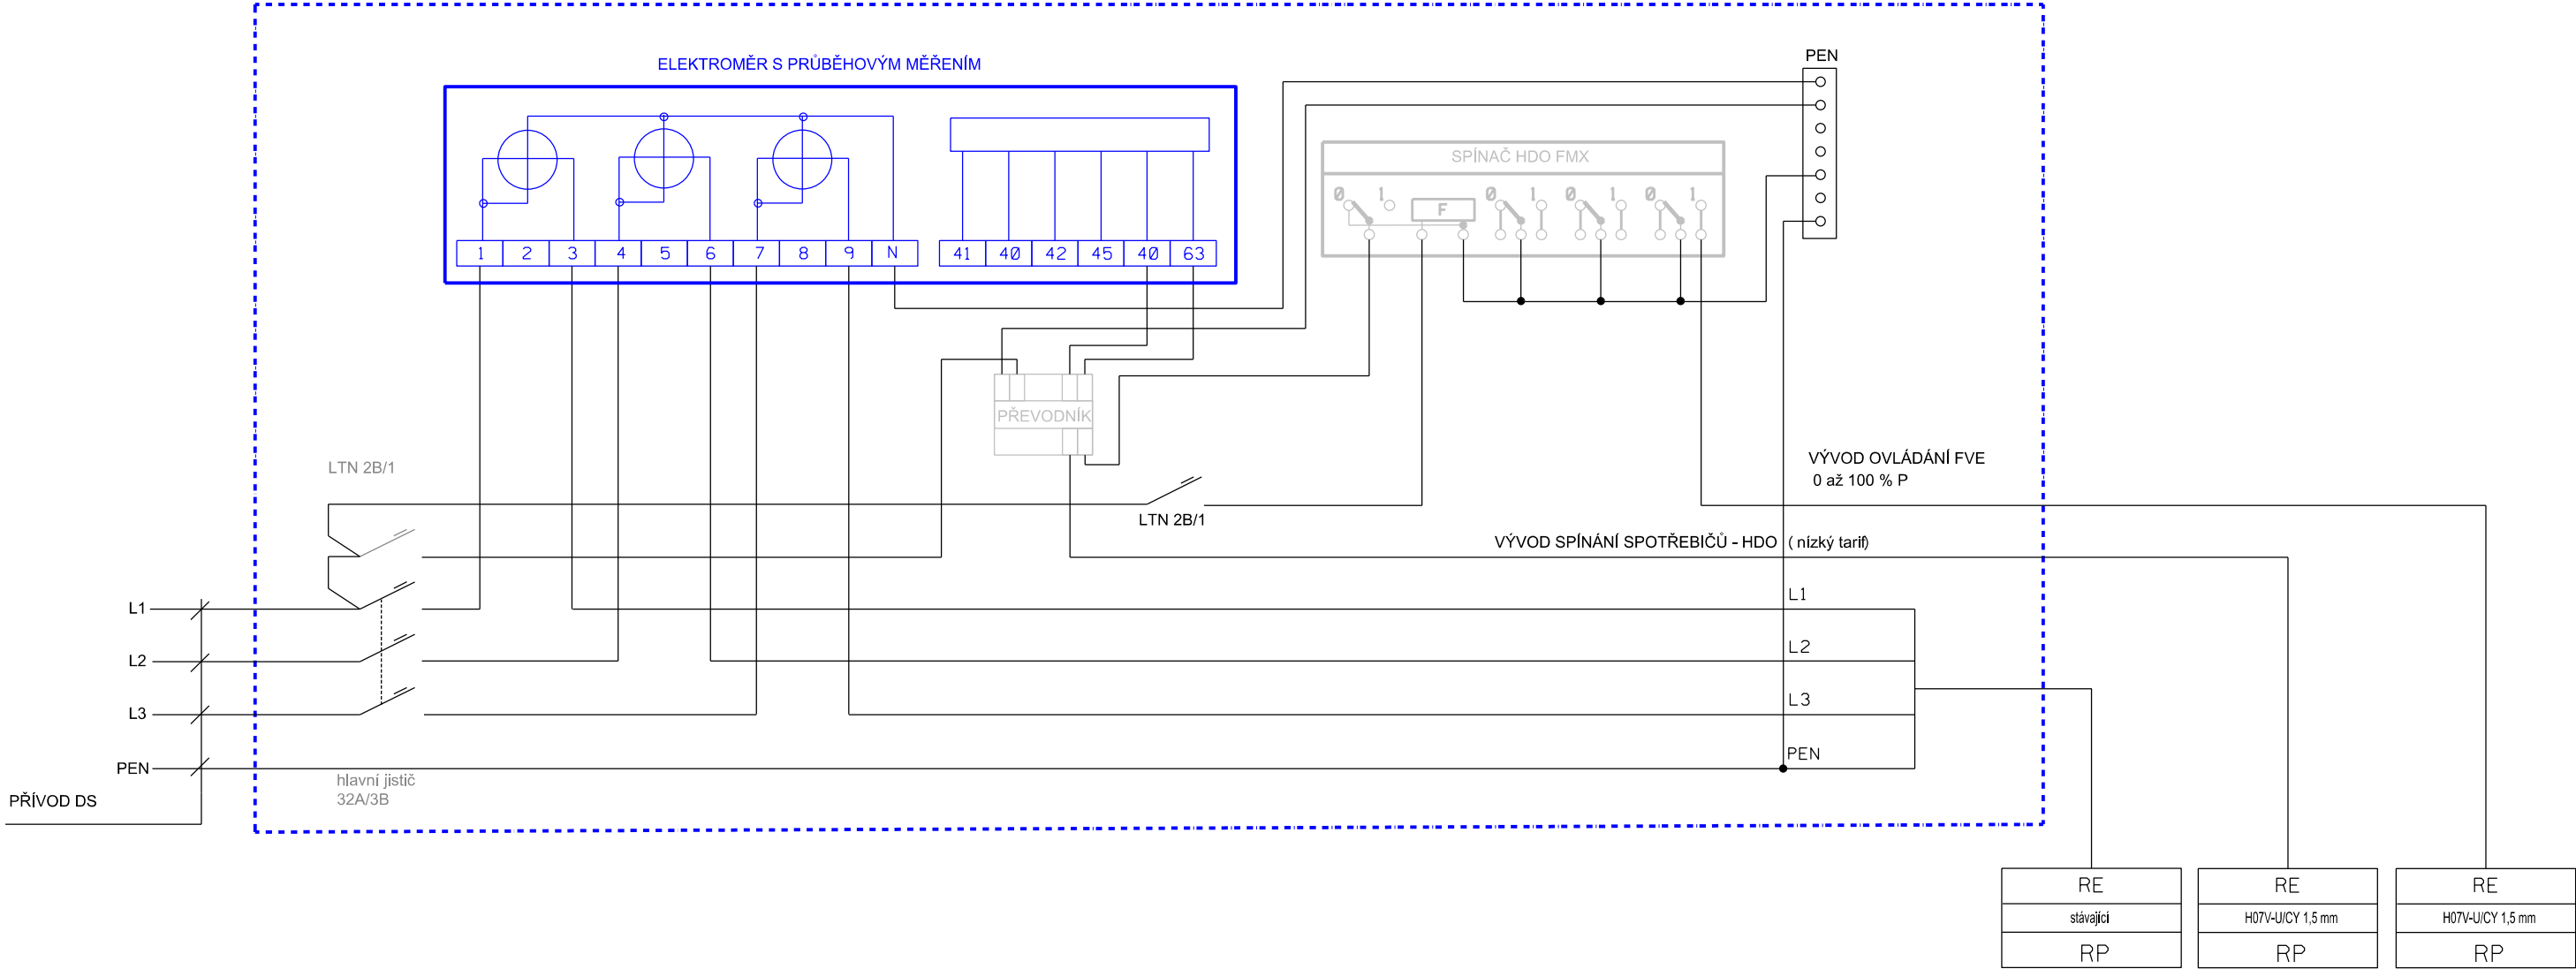 PEN
ELEKTROMĚR S PRŮBĚHOVÝM MĚŘENÍM
SPÍNAČ HDO FMX
0 1 F 0 1 0 1 0 1
1 2 3 4 5 6 7 8 9 N 41 40 42 45 40 63
PŘEVODNÍK
LTN 2B/1
VÝVOD OVLÁDÁNÍ FVE
0 až 100 % P
LTN 2B/1
VÝVOD SPÍNÁNÍ SPOTŘEBIČŮ - HDO ( nízký tarif)
L1 L1
L2 L2
L3 L3
PEN PEN
hlavní jistič
32A/3B
PŘÍVOD DS
RE RE RE
stávající H07V-U/CY 1,5 mm H07V-U/CY 1,5 mm
RP RP RP